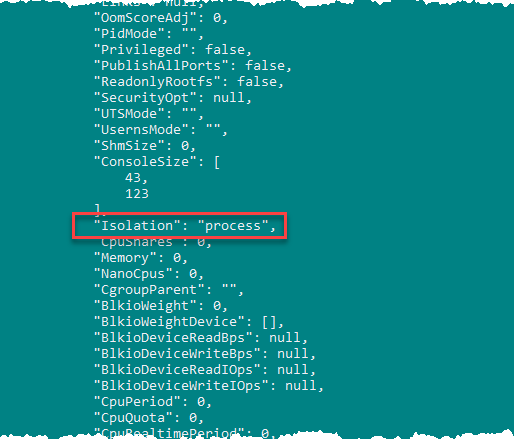 "Links": null,
"OomScoreAdj": 0,
"PidMode": "",
"Privileged": false,
"PublishAllPorts": false,
"ReadonlyRootfs": false,
"SecurityOpt": null,
"UTSMode": "",
"UsernsMode": "",
"ShmSize": 0,
"ConsoleSize": [
43,
123
],
"Isolation": "process",
"CpuShares": 0,
"Memory": 0,
"NanoCpus": 0,
"CgroupParent": "",
"BlkioWeight": 0,
"BlkioWeightDevice": [],
"BlkioDeviceReadBps": null,
"BlkioDeviceWriteBps": null,
"BlkioDeviceReadIOps": null,
"BlkioDeviceWriteIOps": null,
"CpuPeriod": 0,
"CpuQuota": 0,
"CpuRealtimePeriod": 0,